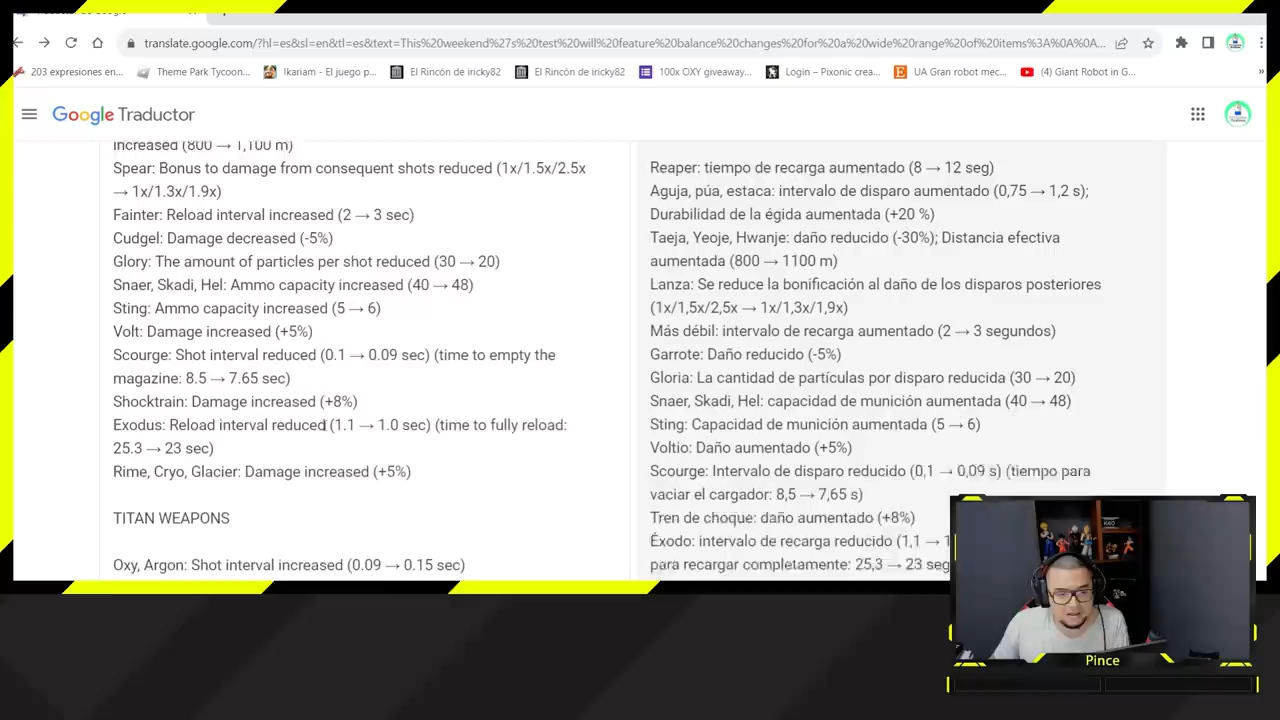 translate.google.com/?hl=es&sl=en&tl=es&text=This%20weekend%27s%20test%20will%20feature%20balance%20changes%20for%20a%20wide%20range%20of%20items%3A%0A%0A...
203 expresiones en...
Theme Park Tycoon...
Ikariam - El juego p...
El Rincón de iricky82
El Rincón de iricky82
100x OXY giveaway...
Login – Pixonic crea...
UA Gran robot mec...
(4) Giant Robot in G...
»
Google Traductor
increased (800 → 1,100 m)
Spear: Bonus to damage from consequent shots reduced (1x/1.5x/2.5x
→ 1x/1.3x/1.9x)
Fainter: Reload interval increased (2 → 3 sec)
Cudgel: Damage decreased (-5%)
Glory: The amount of particles per shot reduced (30 → 20)
Snaer, Skadi, Hel: Ammo capacity increased (40 → 48)
Sting: Ammo capacity increased (5 → 6)
Volt: Damage increased (+5%)
Scourge: Shot interval reduced (0.1 → 0.09 sec) (time to empty the
magazine: 8.5 → 7.65 sec)
Shocktrain: Damage increased (+8%)
Exodus: Reload interval reduced (1.1 → 1.0 sec) (time to fully reload:
25.3 → 23 sec)
Rime, Cryo, Glacier: Damage increased (+5%)
TITAN WEAPONS
Oxy, Argon: Shot interval increased (0.09 → 0.15 sec)
Reaper: tiempo de recarga aumentado (8 → 12 seg)
Aguja, púa, estaca: intervalo de disparo aumentado (0,75 → 1,2 s);
Durabilidad de la égida aumentada (+20 %)
Taeja, Yeoje, Hwanje: daño reducido (-30%); Distancia efectiva
aumentada (800 → 1100 m)
Lanza: Se reduce la bonificación al daño de los disparos posteriores
(1x/1,5x/2,5x → 1x/1,3x/1,9x)
Más débil: intervalo de recarga aumentado (2 → 3 segundos)
Garrote: Daño reducido (-5%)
Gloria: La cantidad de partículas por disparo reducida (30 → 20)
Snaer, Skadi, Hel: capacidad de munición aumentada (40 → 48)
Sting: Capacidad de munición aumentada (5 → 6)
Voltio: Daño aumentado (+5%)
Scourge: Intervalo de disparo reducido (0,1 → 0,09 s) (tiempo para
vaciar el cargador: 8,5 → 7,65 s)
Tren de choque: daño aumentado (+8%)
Éxodo: intervalo de recarga reducido (1,1 → 1
para recargar completamente: 25,3 → 23 seg
Pince